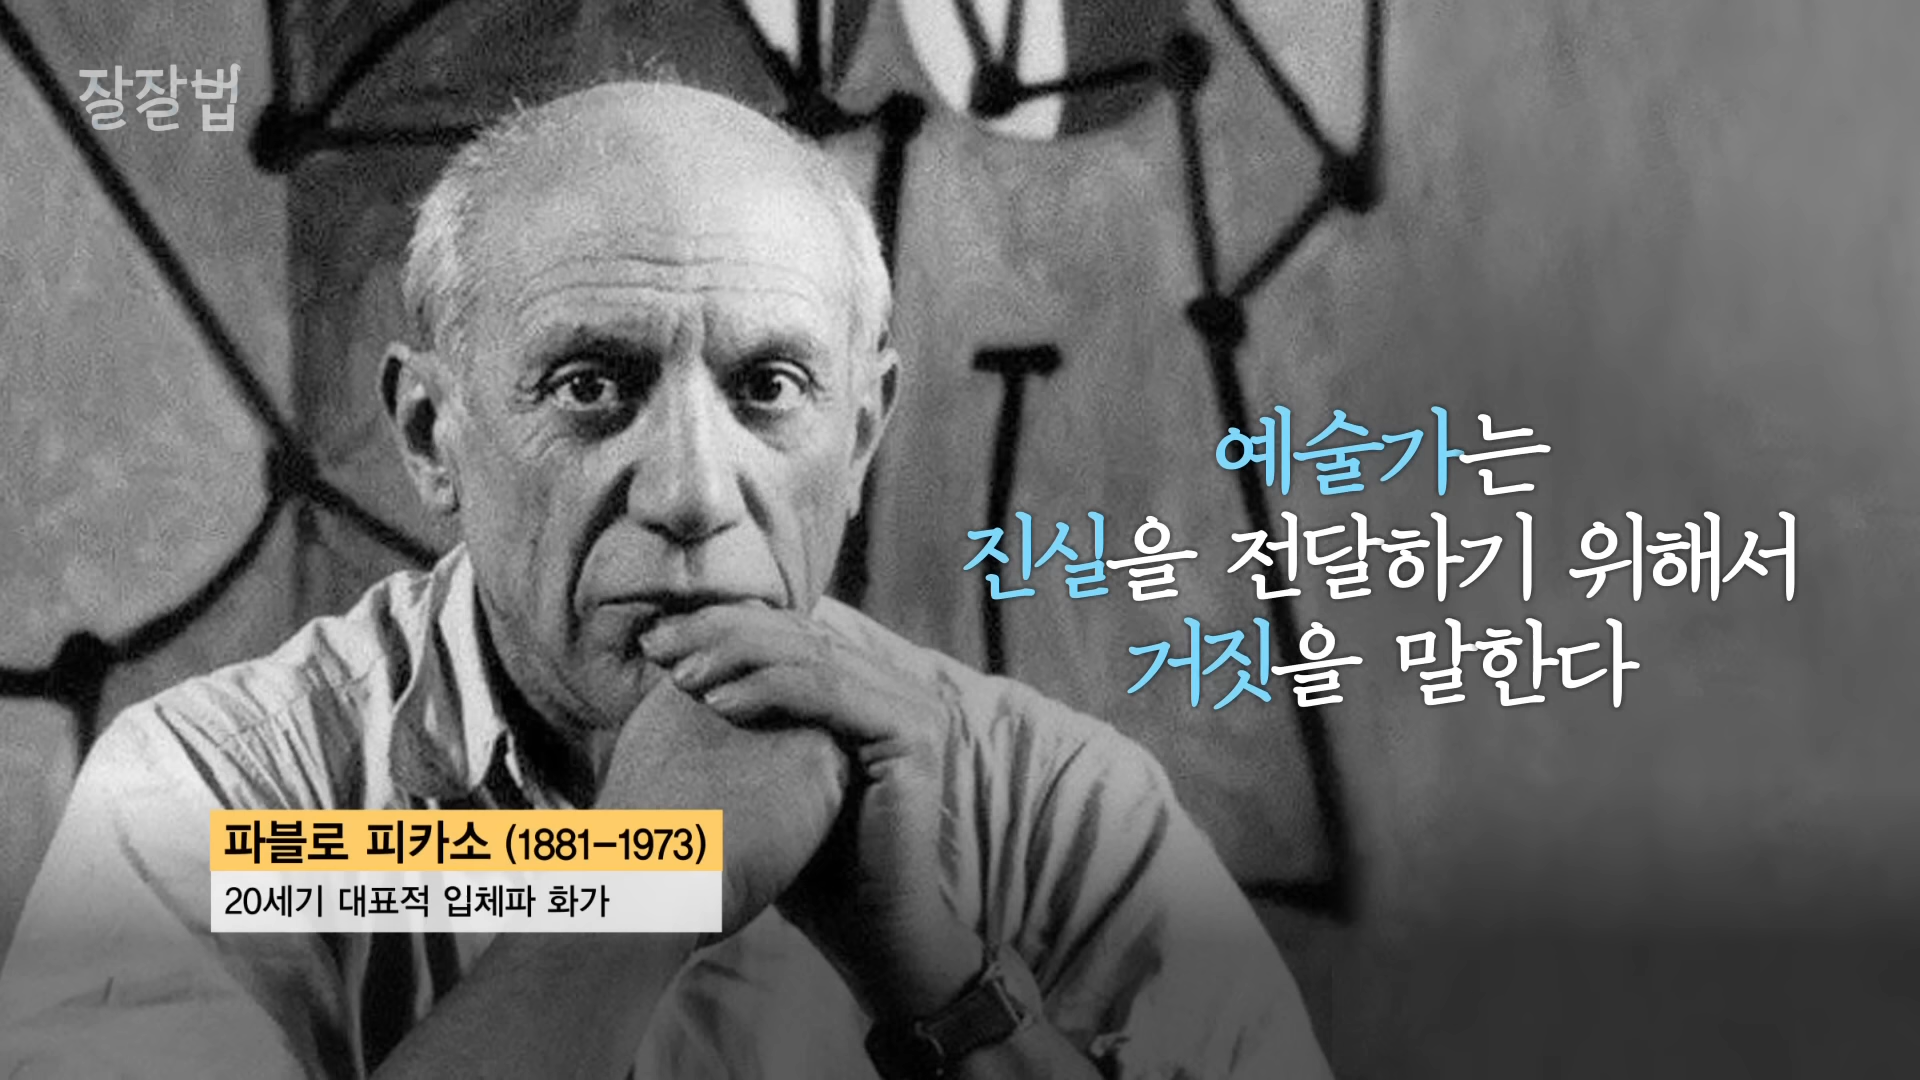 잘잘법
예술가는
진실을 전달하기 위해서
거짓을 말한다
파블로 피카소 (1881-1973)
20세기 대표적 입체파 화가